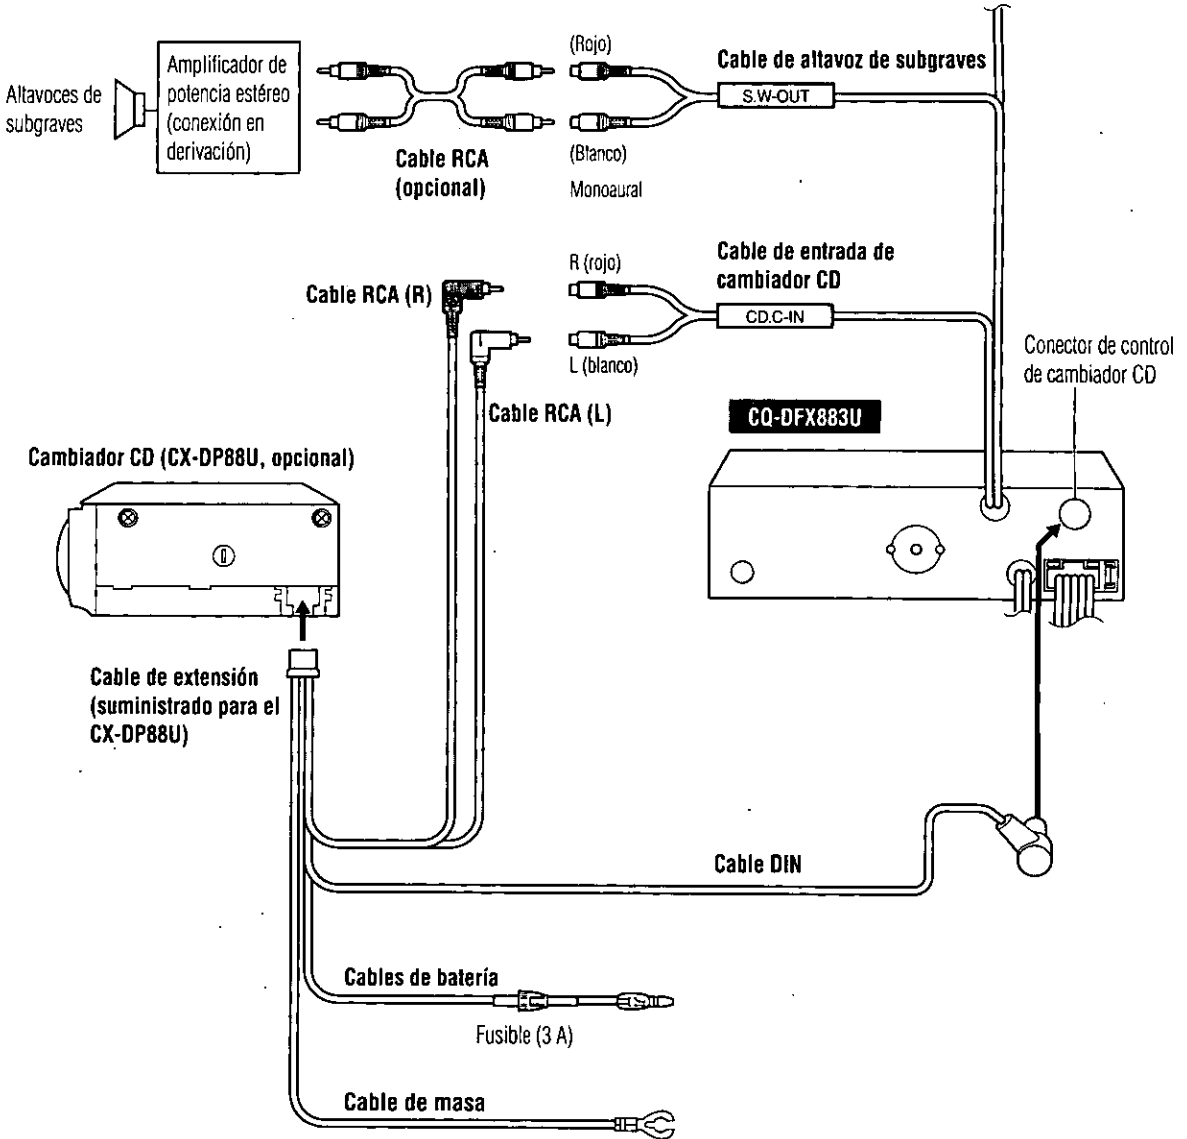 Altavoces de
subgraves
Amplificador de
potencia estéreo
(conexión en
derivación)
Cable RCA
(opcional)
(Rojo)
(Blanco)
Monoaural
Cable de altavoz de subgraves
S.W-OUT
Cable RCA (R)
R (rojo)
L (blanco)
Cable RCA (L)
Cable de entrada de
cambiador CD
CD.C-IN
Conector de control
de cambiador CD
CQ-DFX883U
Cambiador CD (CX-DP88U, opcional)
Cable de extensión
(suministrado para el
CX-DP88U)
Cable DIN
Cables de batería
Fusible (3 A)
Cable de masa